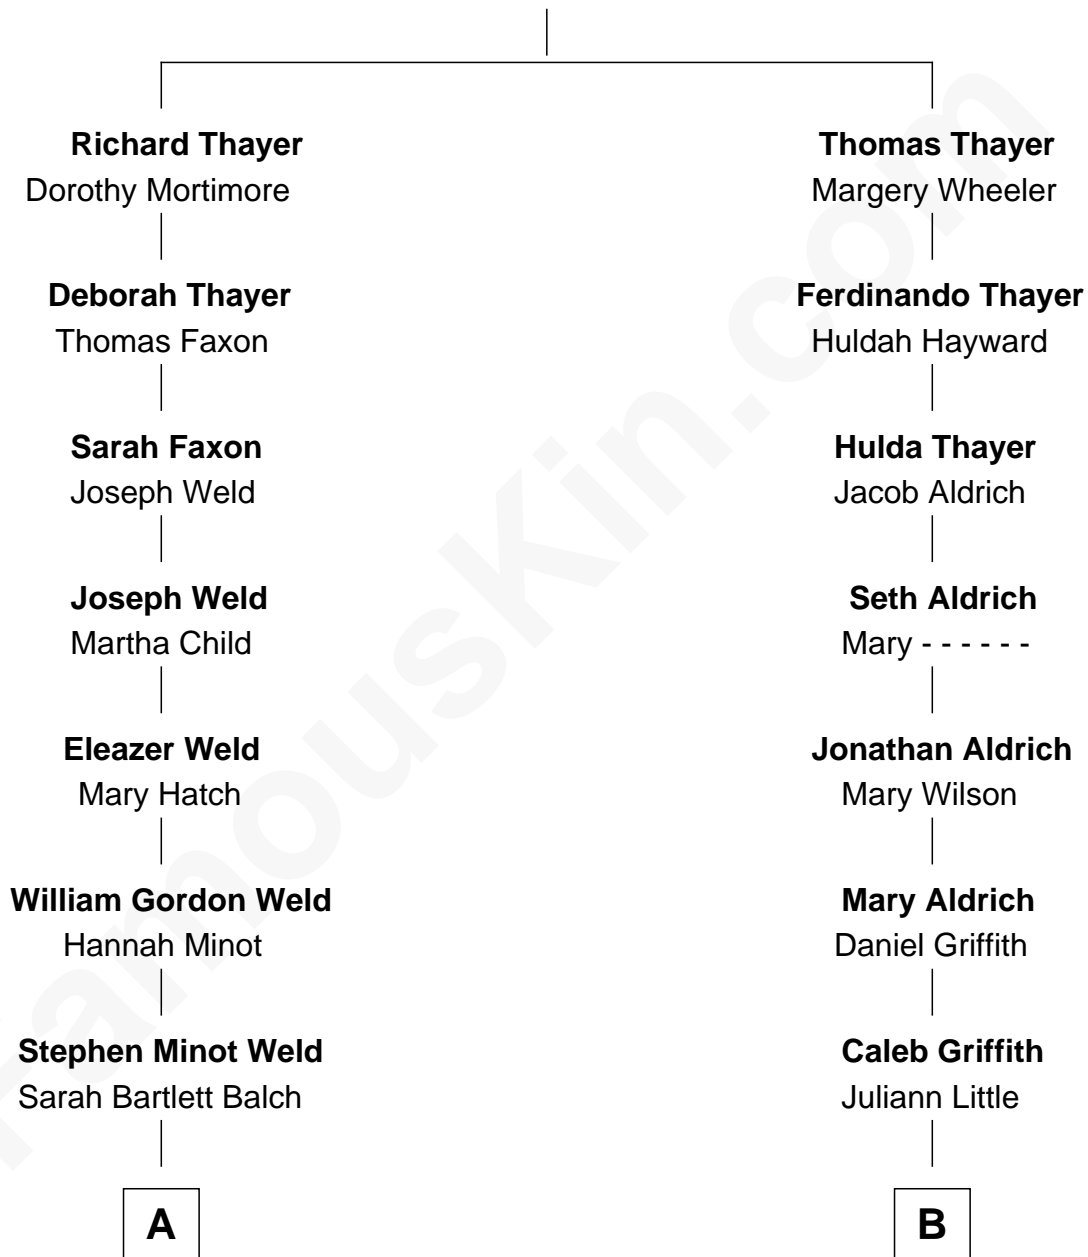 Richard Thayer
Dorothy Mortimore
Deborah Thayer
Thomas Faxon
Sarah Faxon
Joseph Weld
Joseph Weld
Martha Child
Eleazer Weld
Mary Hatch
William Gordon Weld
Hannah Minot
Stephen Minot Weld
Sarah Bartlett Balch
A
Thomas Thayer
Margery Wheeler
Ferdinando Thayer
Huldah Hayward
Hulda Thayer
Jacob Aldrich
Seth Aldrich
Mary - - - - - -
Jonathan Aldrich
Mary Wilson
Mary Aldrich
Daniel Griffith
Caleb Griffith
Juliann Little
B
FamousKin.com